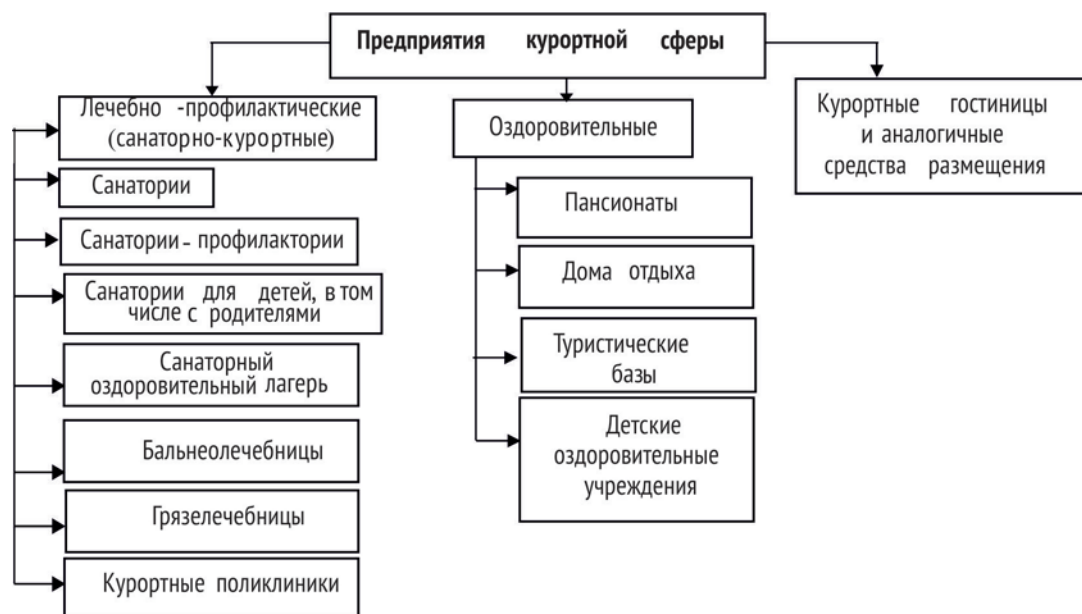 Предприятия курортной сферы
Лечебно -профилактические
(санаторно-курортные)
Санатории
Санатории - профилактории
Санатории для детей, в том
числе с родителями
Санаторный
оздоровительный лагерь
Бальнеолечебницы
Грязелечебницы
Курортные поликлиники
Оздоровительные
Пансионаты
Дома отдыха
Туристические
базы
Детские
оздоровительные
учреждения
Курортные гостиницы
и аналогичные
средства размещения